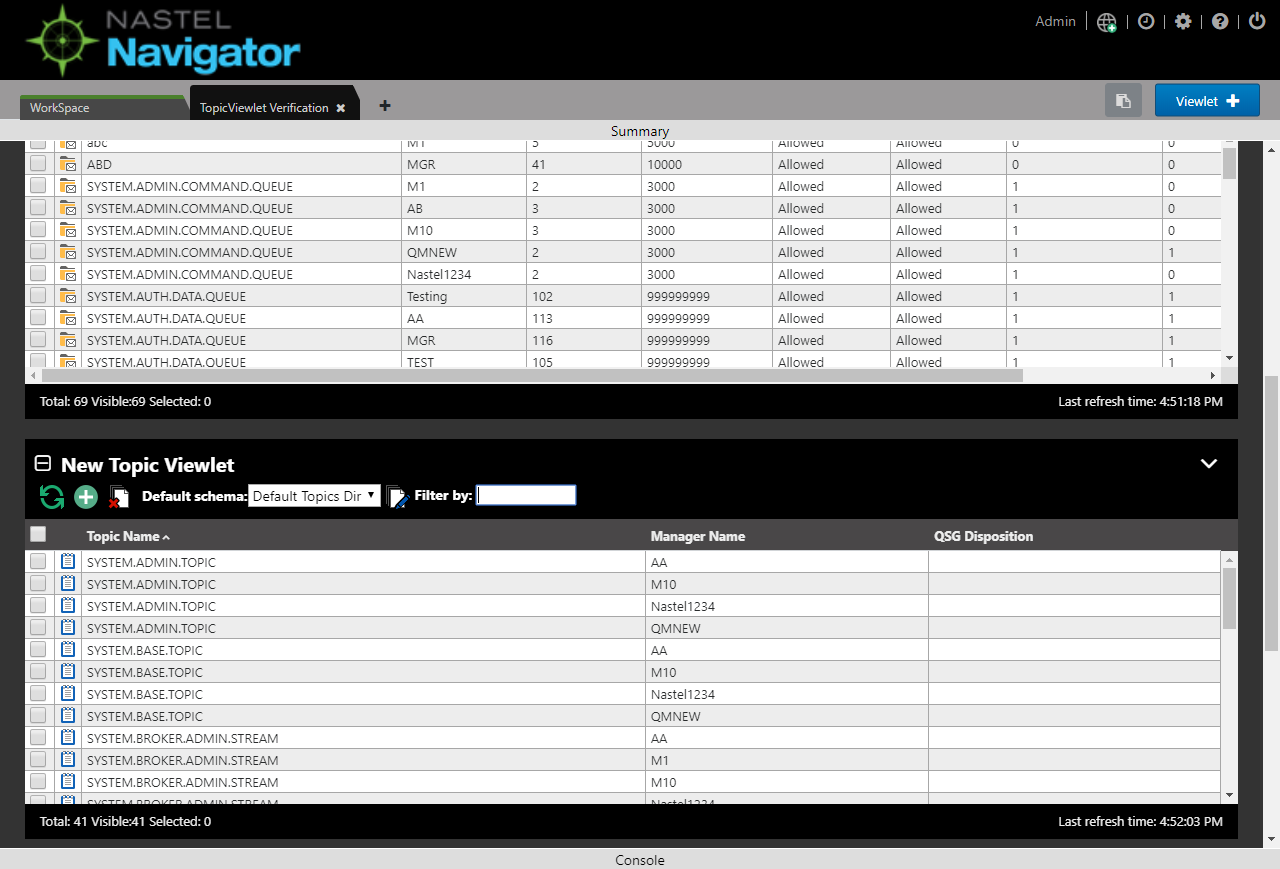 NASTEL
Navigator
Admin
WorkSpace
TopicViewlet Verification
Viewlet
Summary
abc M1 3 3000 Allowed Allowed 0 0
ABD MGR 41 10000 Allowed Allowed 0 0
SYSTEM.ADMIN.COMMAND.QUEUE M1 2 3000 Allowed Allowed 1 0
SYSTEM.ADMIN.COMMAND.QUEUE AB 3 3000 Allowed Allowed 1 0
SYSTEM.ADMIN.COMMAND.QUEUE M10 3 3000 Allowed Allowed 1 0
SYSTEM.ADMIN.COMMAND.QUEUE QMNEW 2 3000 Allowed Allowed 1 1
SYSTEM.ADMIN.COMMAND.QUEUE Nastel1234 2 3000 Allowed Allowed 1 0
SYSTEM.AUTH.DATA.QUEUE Testing 102 999999999 Allowed Allowed 1 1
SYSTEM.AUTH.DATA.QUEUE AA 113 999999999 Allowed Allowed 1 1
SYSTEM.AUTH.DATA.QUEUE MGR 116 999999999 Allowed Allowed 1 1
SYSTEM.AUTH.DATA.QUEUE TEST 105 999999999 Allowed Allowed 1 1
Total: 69 Visible:69 Selected: 0 Last refresh time: 4:51:18 PM
New Topic Viewlet
Default schema: Default Topics Dir Filter by:
Topic Name Manager Name QSG Disposition
SYSTEM.ADMIN.TOPIC AA
SYSTEM.ADMIN.TOPIC M10
SYSTEM.ADMIN.TOPIC Nastel1234
SYSTEM.ADMIN.TOPIC QMNEW
SYSTEM.BASE.TOPIC AA
SYSTEM.BASE.TOPIC M10
SYSTEM.BASE.TOPIC Nastel1234
SYSTEM.BASE.TOPIC QMNEW
SYSTEM.BROKER.ADMIN.STREAM AA
SYSTEM.BROKER.ADMIN.STREAM M1
SYSTEM.BROKER.ADMIN.STREAM M10
SYSTEM.BROKER.ADMIN.STREAM Nastel1234
Total: 41 Visible:41 Selected: 0 Last refresh time: 4:52:03 PM
Console